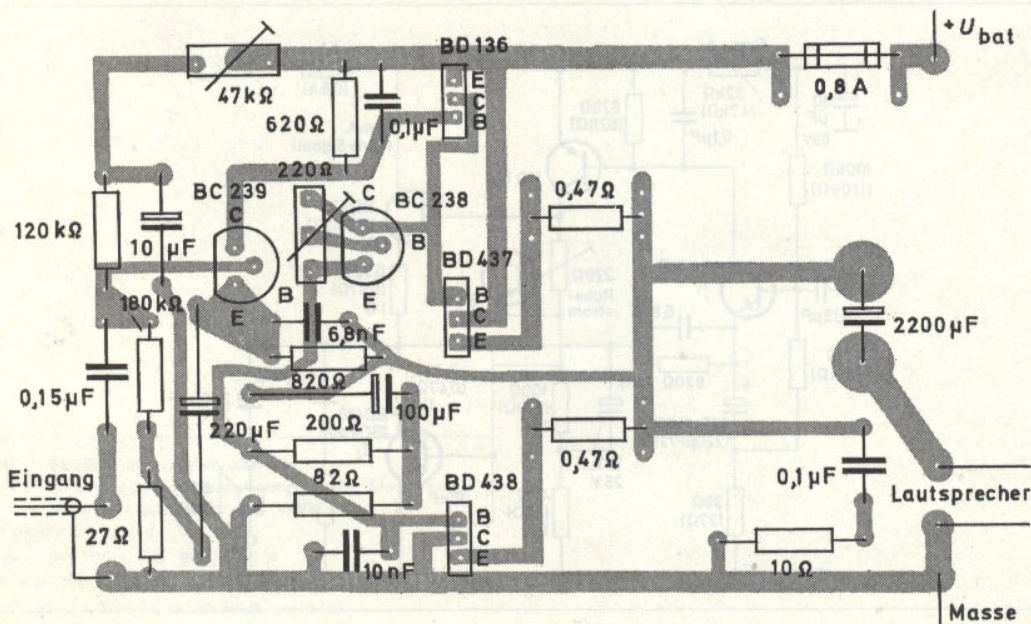 BD 136
+ U bat
E
C
B
47 kΩ
0,1 µF
0,8 A
620 Ω
220 Ω
C
BC 239
C
BC 238
B
0,47 Ω
120 kΩ
10 µF
BD 437
B
E
B
C
E
180 kΩ
E
6,8 nF
2200 µF
820 Ω
0,15 µF
100 µF
220 µF
200 Ω
0,47 Ω
82 Ω
BD 438
0,1 µF
Eingang
B
C
E
Lautsprecher
27 Ω
10 nF
10 Ω
Masse